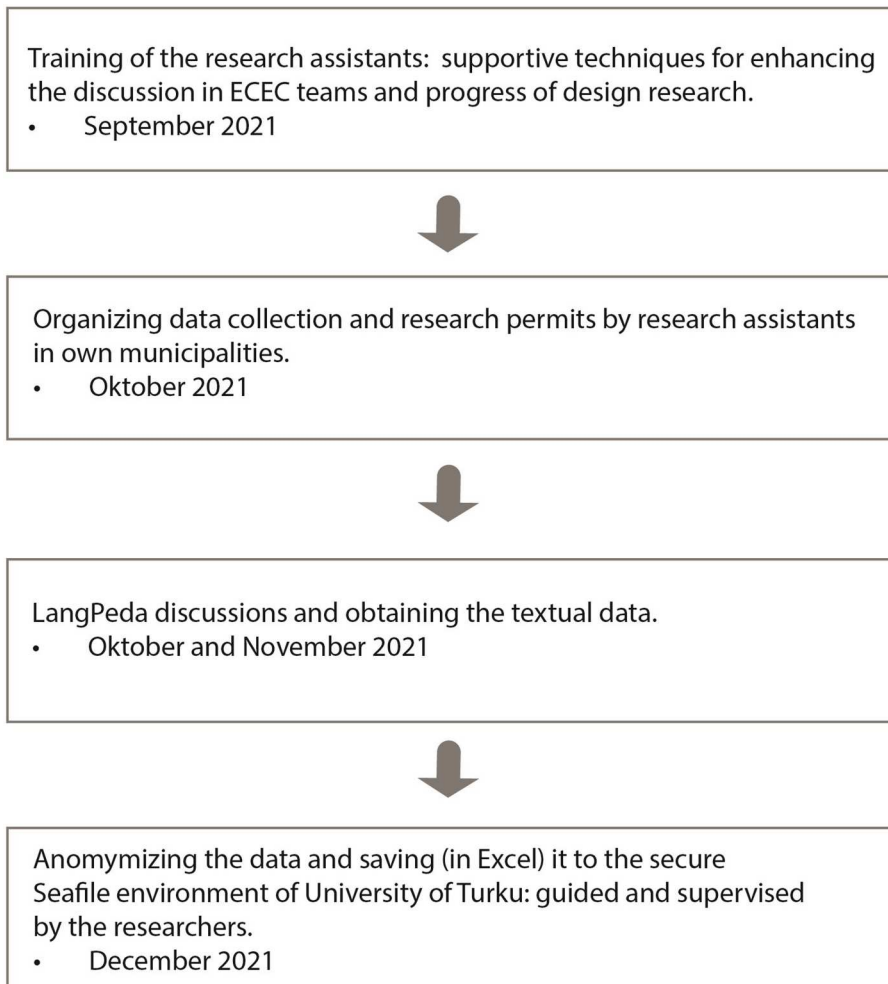 Training of the research assistants: supportive techniques for enhancing
the discussion in ECEC teams and progress of design research.
• September 2021
Organizing data collection and research permits by research assistants
in own municipalities.
• Oktober 2021
LangPeda discussions and obtaining the textual data.
• Oktober and November 2021
Anomymizing the data and saving (in Excel) it to the secure
Seafile environment of University of Turku: guided and supervised
by the researchers.
• December 2021